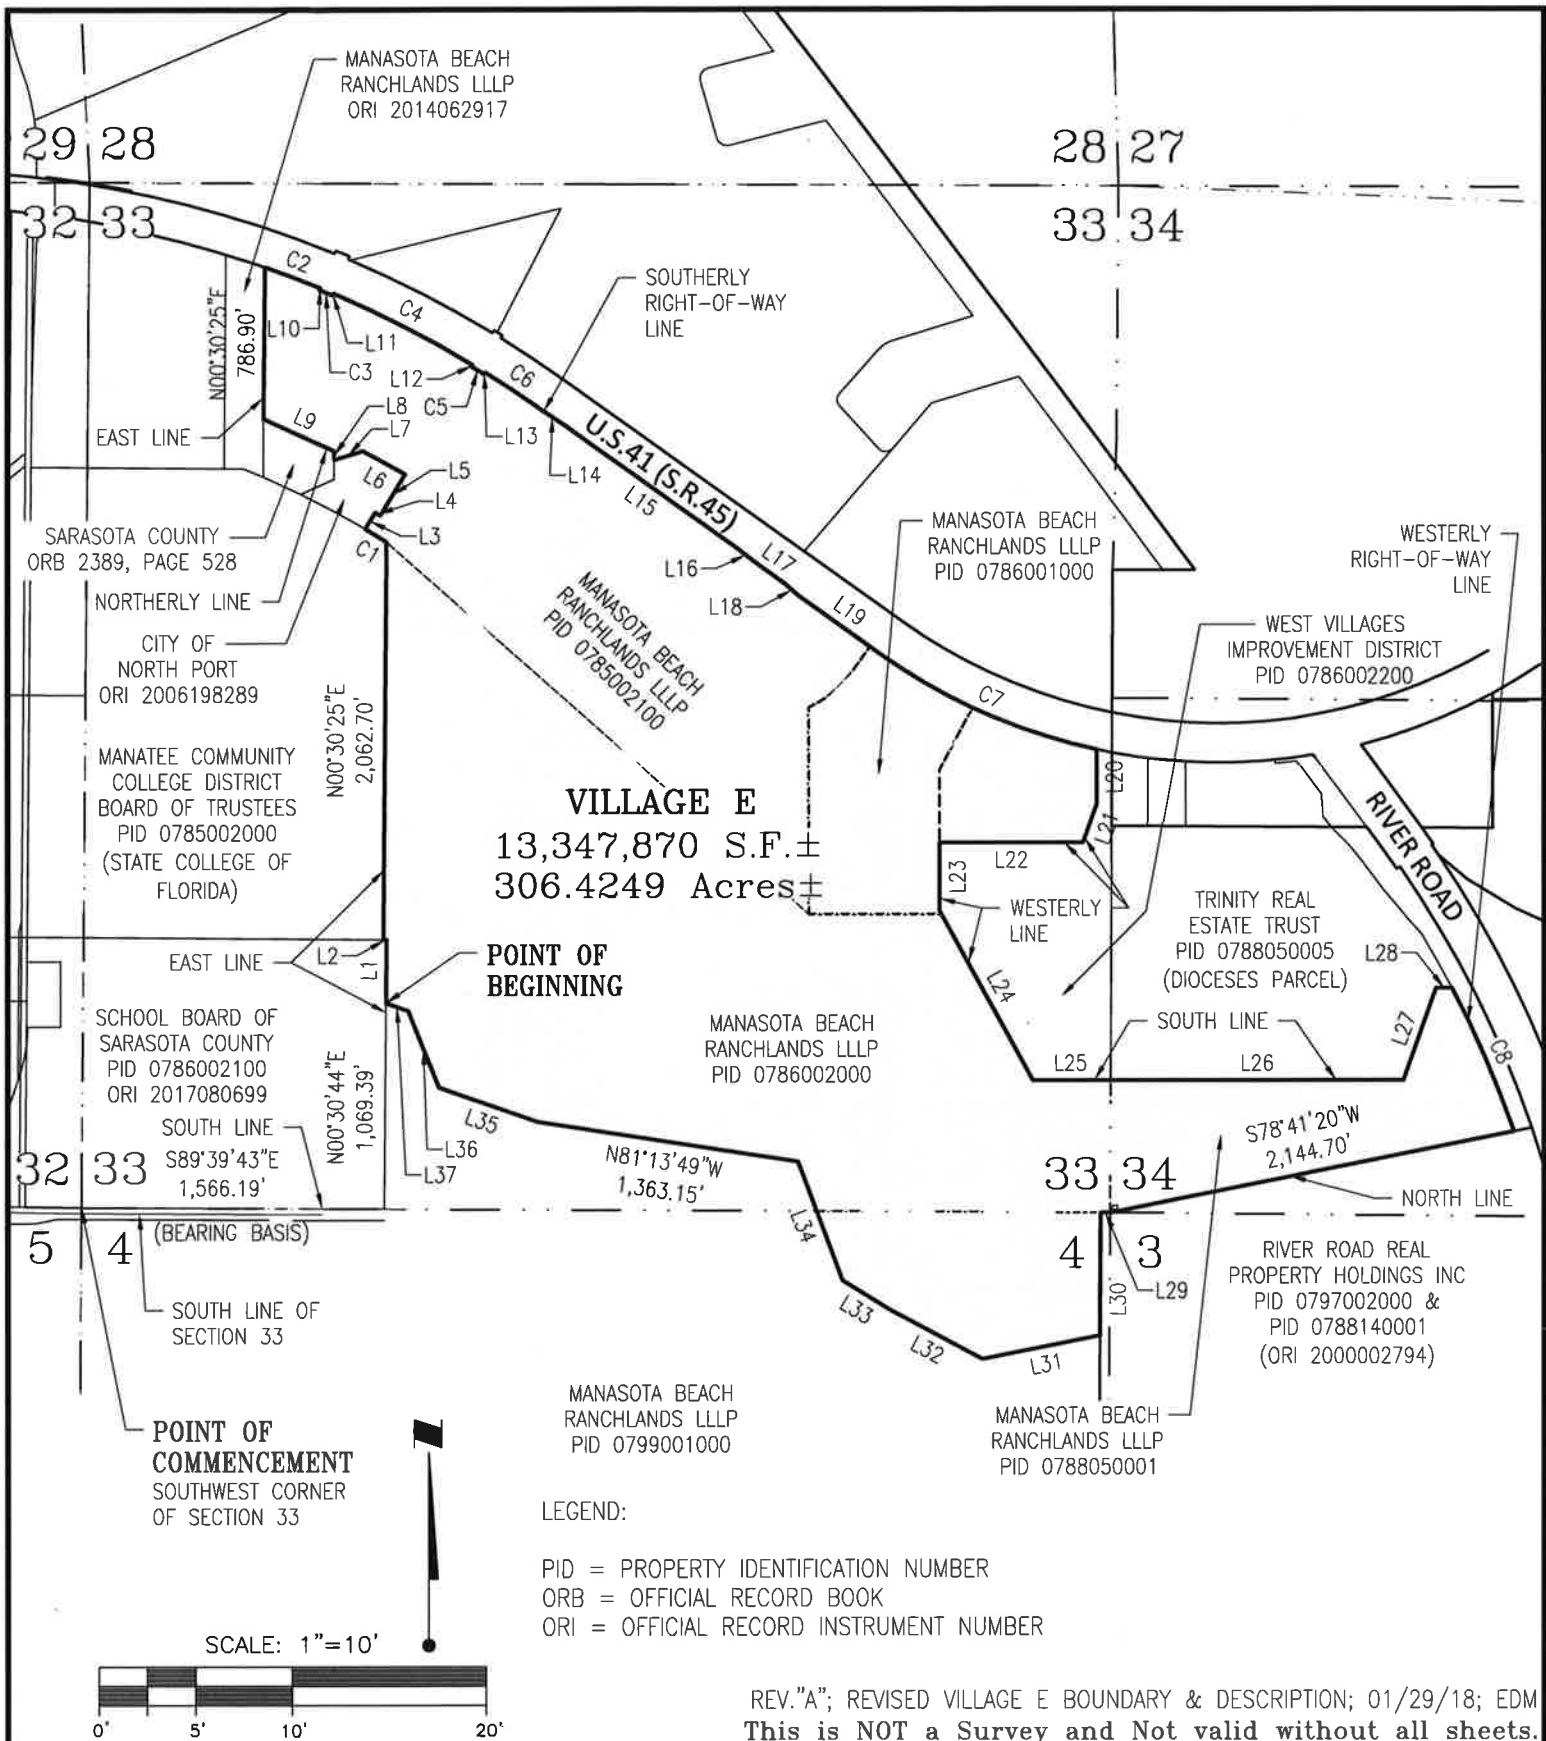 MANASOTA BEACH
RANCHLANDS LLLP
ORI 2014062917
29 28
28 27
32 33
33 34
C2
C4
C6
SOUTHERLY
RIGHT-OF-WAY
LINE
N00°30'25"E
786.90'
L10
L11
C3
L12
C5
L13
L14
EAST LINE
L9
L8
L7
L6
L5
L4
L3
C1
U.S.41 (S.R.45)
L15
L16
L17
L18
L19
SARASOTA COUNTY
ORB 2389, PAGE 528
NORTHERLY LINE
CITY OF
NORTH PORT
ORI 2006198289
MANASOTA BEACH
RANCHLANDS LLLP
PID 0785002100
MANASOTA BEACH
RANCHLANDS LLLP
PID 0786001000
WESTERLY
RIGHT-OF-WAY
LINE
WEST VILLAGES
IMPROVEMENT DISTRICT
PID 0786002200
C7
N00°30'25"E
2,062.70'
MANATEE COMMUNITY
COLLEGE DISTRICT
BOARD OF TRUSTEES
PID 0785002000
(STATE COLLEGE OF
FLORIDA)
VILLAGE E
13,347,870 S.F.±
306.4249 Acres±
L20
L21
L22
L23
RIVER ROAD
WESTERLY
LINE
TRINITY REAL
ESTATE TRUST
PID 0788050005
(DIOCESES PARCEL)
L28
L2
L1
EAST LINE
POINT OF
BEGINNING
L24
SOUTH LINE
L25
L26
L27
C8
SCHOOL BOARD OF
SARASOTA COUNTY
PID 0786002100
ORI 2017080699
N00°30'44"E
1,069.39'
MANASOTA BEACH
RANCHLANDS LLLP
PID 0786002000
SOUTH LINE
S89°39'43"E
1,566.19'
32 33
L35
L36
L37
N81°13'49"W
1,363.15'
S78°41'20"W
2,144.70'
33 34
NORTH LINE
(BEARING BASIS)
5 4
L34
4 3
L29
L30
RIVER ROAD REAL
PROPERTY HOLDINGS INC
PID 0797002000 &
PID 0788140001
(ORI 2000002794)
SOUTH LINE OF
SECTION 33
L33
L32
L31
MANASOTA BEACH
RANCHLANDS LLLP
PID 0799001000
MANASOTA BEACH
RANCHLANDS LLLP
PID 0788050001
POINT OF
COMMENCEMENT
SOUTHWEST CORNER
OF SECTION 33
LEGEND:
PID = PROPERTY IDENTIFICATION NUMBER
ORB = OFFICIAL RECORD BOOK
ORI = OFFICIAL RECORD INSTRUMENT NUMBER
SCALE: 1"=10'
0' 5' 10' 20'
REV."A"; REVISED VILLAGE E BOUNDARY & DESCRIPTION; 01/29/18; EDM
This is NOT a Survey and Not valid without all sheets.